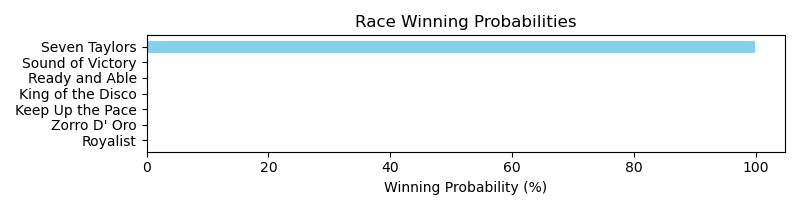 Race Winning Probabilities
Seven Taylors
Sound of Victory
Ready and Able
King of the Disco
Keep Up the Pace
Zorro D' Oro
Royalist
0 20 40 60 80 100
Winning Probability (%)